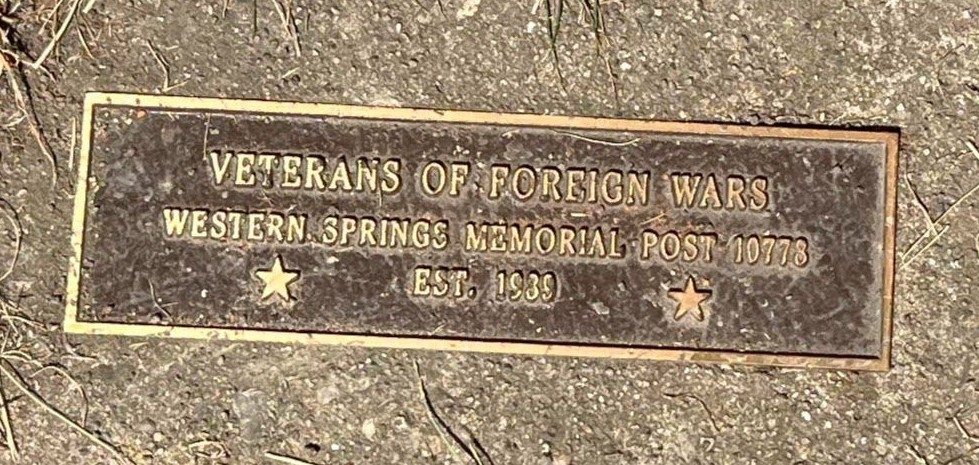 VETERANS OF FOREIGN WARS
WESTERN SPRINGS MEMORIAL POST 10778
EST. 1989